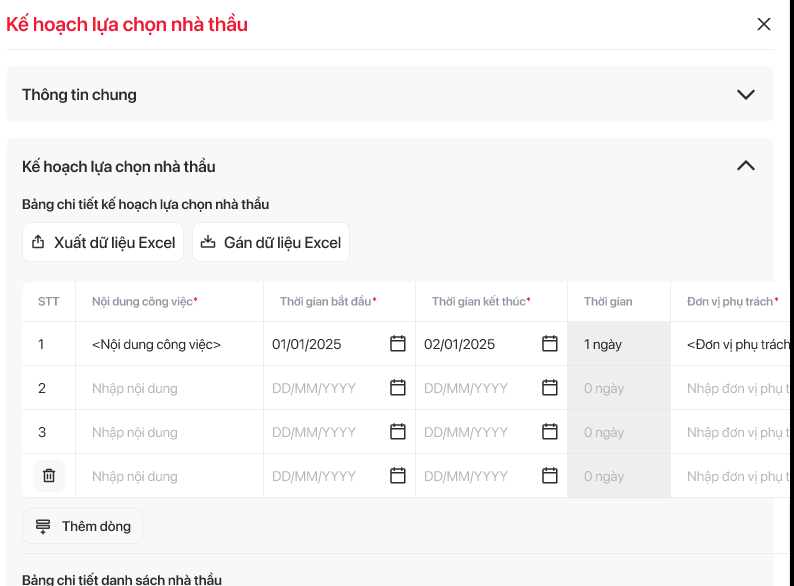 Kế hoạch lựa chọn nhà thầu
Thông tin chung
Kế hoạch lựa chọn nhà thầu
Bảng chi tiết kế hoạch lựa chọn nhà thầu
Xuất dữ liệu Excel Gán dữ liệu Excel
STT Nội dung công việc* Thời gian bắt đầu* Thời gian kết thúc* Thời gian Đơn vị phụ trách*
1 <Nội dung công việc> 01/01/2025 02/01/2025 1 ngày <Đơn vị phụ trách
2 Nhập nội dung DD/MM/YYYY DD/MM/YYYY 0 ngày Nhập đơn vị phụ t
3 Nhập nội dung DD/MM/YYYY DD/MM/YYYY 0 ngày Nhập đơn vị phụ t
Nhập nội dung DD/MM/YYYY DD/MM/YYYY 0 ngày Nhập đơn vị phụ t
Thêm dòng
Bảng chi tiết danh sách nhà thầu